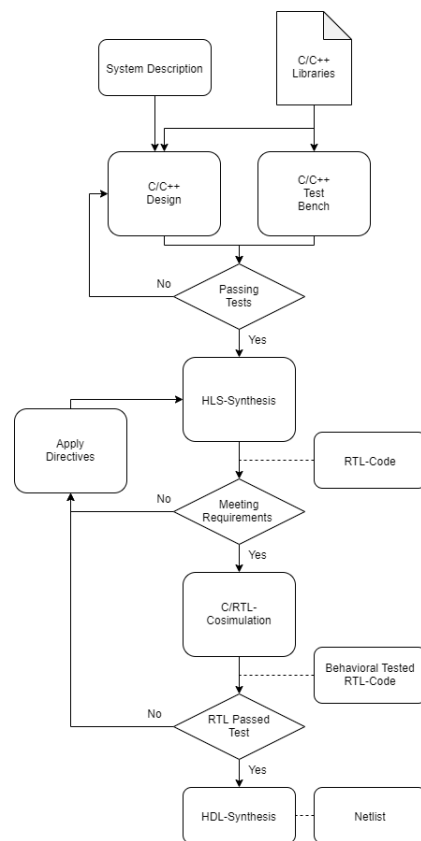 System Description
C/C++
Libraries
C/C++
Design
C/C++
Test
Bench
No
Passing
Tests
Yes
HLS-Synthesis
Apply
Directives
RTL-Code
No
Meeting
Requirements
Yes
C/RTL-
Cosimulation
Behavioral Tested
RTL-Code
No
RTL Passed
Test
Yes
HDL-Synthesis
Netlist